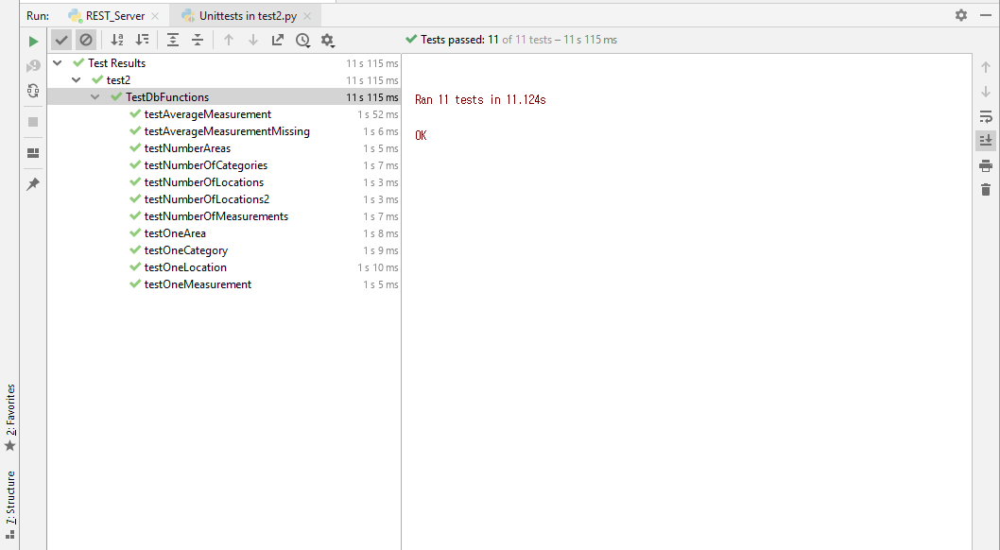 Run: REST_Server Unittests in test2.py
Tests passed: 11 of 11 tests – 11 s 115 ms
Test Results 11 s 115 ms
test2 11 s 115 ms
TestDbFunctions 11 s 115 ms
testAverageMeasurement 1 s 52 ms
testAverageMeasurementMissing 1 s 6 ms
testNumberAreas 1 s 5 ms
testNumberOfCategories 1 s 7 ms
testNumberOfLocations 1 s 3 ms
testNumberOfLocations2 1 s 3 ms
testNumberOfMeasurements 1 s 7 ms
testOneArea 1 s 8 ms
testOneCategory 1 s 9 ms
testOneLocation 1 s 10 ms
testOneMeasurement 1 s 5 ms
Ran 11 tests in 11.124s
OK
2: Favorites
7: Structure